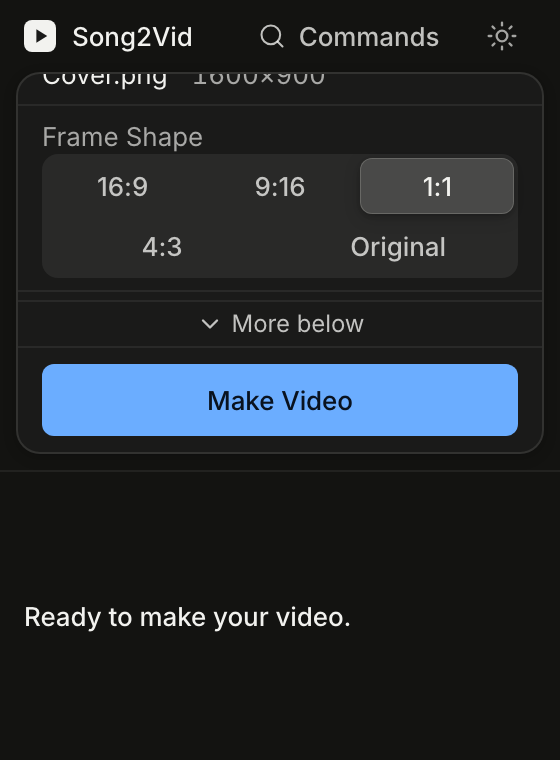 Song2Vid
Commands
Cover.png 1600×900
Frame Shape
16:9
9:16
1:1
4:3
Original
More below
Make Video
Ready to make your video.